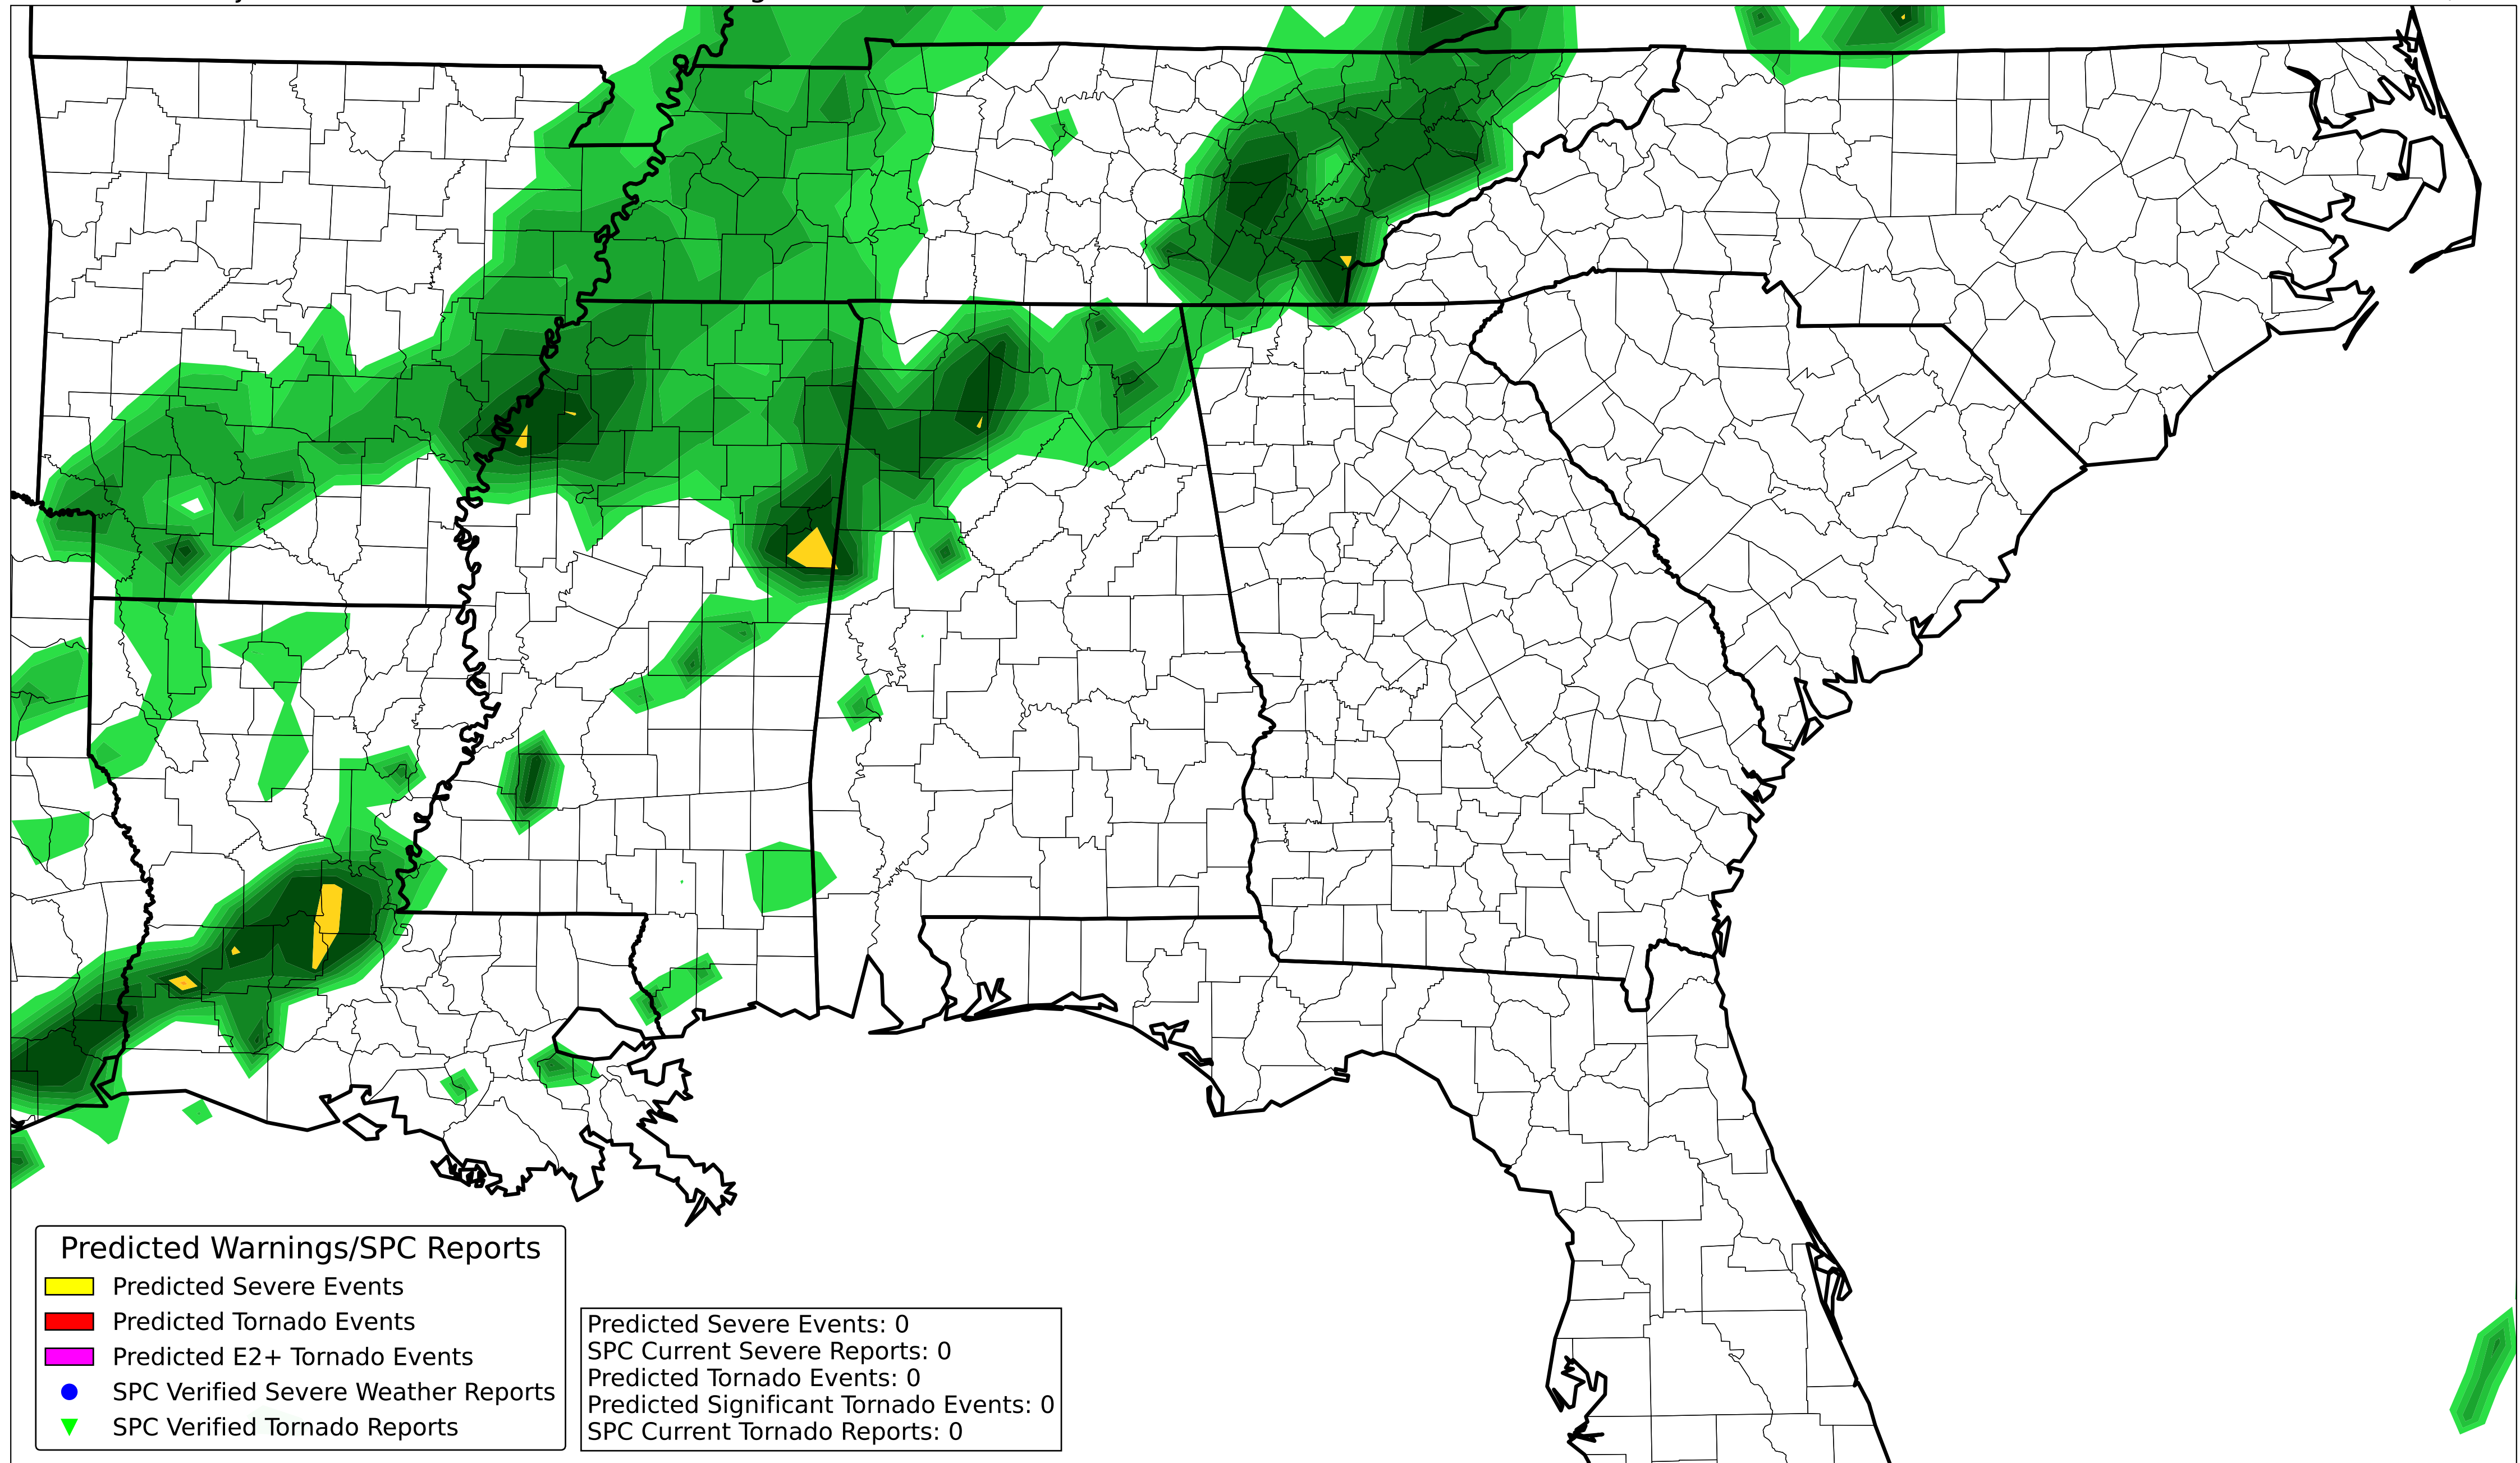 Predicted Warnings/SPC Reports
Predicted Severe Events
Predicted Tornado Events
Predicted E2+ Tornado Events
SPC Verified Severe Weather Reports
SPC Verified Tornado Reports
Predicted Severe Events: 0
SPC Current Severe Reports: 0
Predicted Tornado Events: 0
Predicted Significant Tornado Events: 0
SPC Current Tornado Reports: 0